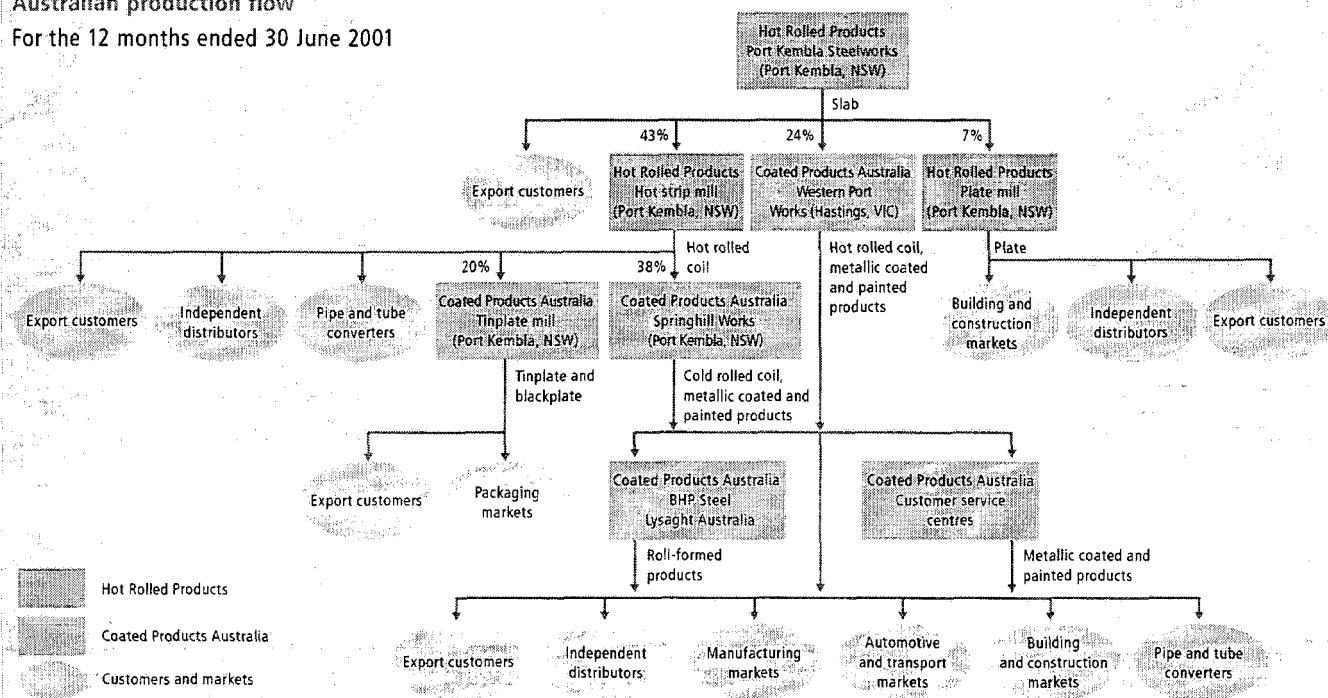 Australian production flow
For the 12 months ended 30 June 2001
Hot Rolled Products
Port Kembla Steelworks
(Port Kembla, NSW)
Slab
43%
24%
7%
Export customers
Hot Rolled Products
Hot strip mill
(Port Kembla, NSW)
Coated Products Australia
Western Port
Works (Hastings, VIC)
Hot Rolled Products
Plate mill
(Port Kembla, NSW)
Hot rolled
coil
Hot rolled coil,
metallic coated
and painted
products
Plate
20%
38%
Export customers
Independent
distributors
Pipe and tube
converters
Coated Products Australia
Tinplate mill
(Port Kembla, NSW)
Coated Products Australia
Springhill Works
(Port Kembla, NSW)
Building and
construction
markets
Independent
distributors
Export customers
Tinplate and
blackplate
Cold rolled coil,
metallic coated and
painted products
Export customers
Packaging
markets
Coated Products Australia
BHP Steel
Lysaght Australia
Coated Products Australia
Customer service
centres
Roll-formed
products
Metallic coated and
painted products
Hot Rolled Products
Coated Products Australia
Customers and markets
Export customers
Independent
distributors
Manufacturing
markets
Automotive
and transport
markets
Building
and construction
markets
Pipe and tube
converters